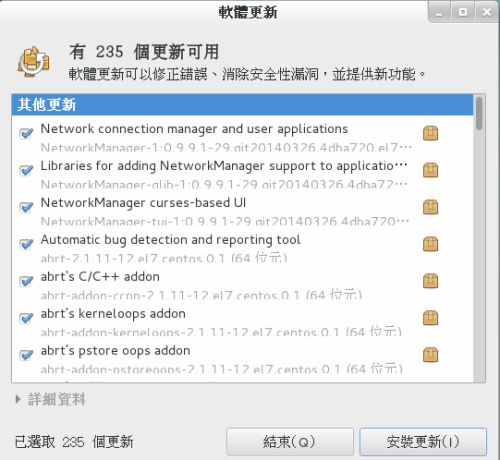 軟體更新
有 235 個更新可用
軟體更新可以修正錯誤、消除安全性漏洞，並提供新功能。
其他更新
Network connection manager and user applications
NetworkManager-1:0.9.9.1-29.git20140326.4dba720.el7…
Libraries for adding NetworkManager support to applicatio…
NetworkManager-glib-1:0.9.9.1-29.git20140326.4dba72…
NetworkManager curses-based UI
NetworkManager-tui-1:0.9.9.1-29.git20140326.4dba720…
Automatic bug detection and reporting tool
abrt-2.1.11-12.el7.centos.0.1 (64 位元)
abrt's C/C++ addon
abrt-addon-ccpp-2.1.11-12.el7.centos.0.1 (64 位元)
abrt's kerneloops addon
abrt-addon-kerneloops-2.1.11-12.el7.centos.0.1 (64 位元)
abrt's pstore oops addon
abrt-addon-pstoreoops-2.1.11-12.el7.centos.0.1 (64 位元)
詳細資料
已選取 235 個更新
結束(Q)
安裝更新(I)